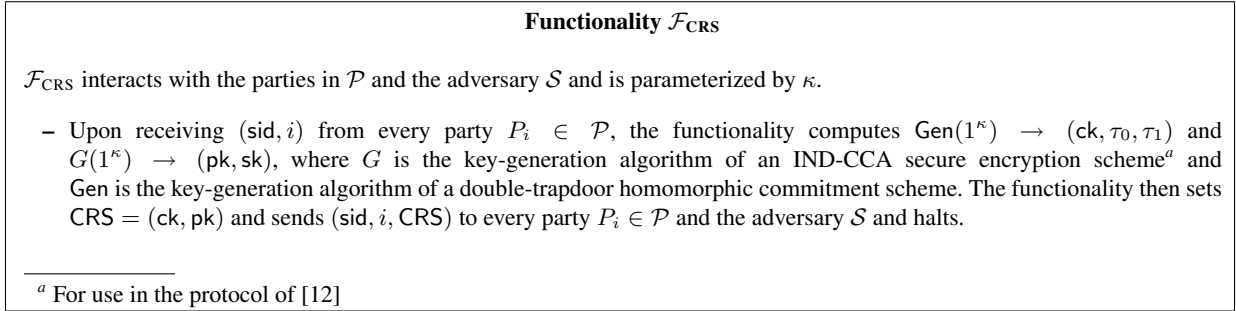 Functionality $\mathcal{F}_{\text{CRS}}$
$\mathcal{F}_{\text{CRS}}$ interacts with the parties in $\mathcal{P}$ and the adversary $\mathcal{S}$ and is parameterized by $\kappa$.
– Upon receiving (sid, $i$) from every party $P_i \in \mathcal{P}$, the functionality computes $\mathsf{Gen}(1^\kappa) \to (\mathsf{ck}, \tau_0, \tau_1)$ and
$G(1^\kappa) \to (\mathsf{pk}, \mathsf{sk})$, where $G$ is the key-generation algorithm of an IND-CCA secure encryption scheme$^a$ and
Gen is the key-generation algorithm of a double-trapdoor homomorphic commitment scheme. The functionality then sets
CRS = (ck, pk) and sends (sid, $i$, CRS) to every party $P_i \in \mathcal{P}$ and the adversary $\mathcal{S}$ and halts.
$^a$ For use in the protocol of [12]